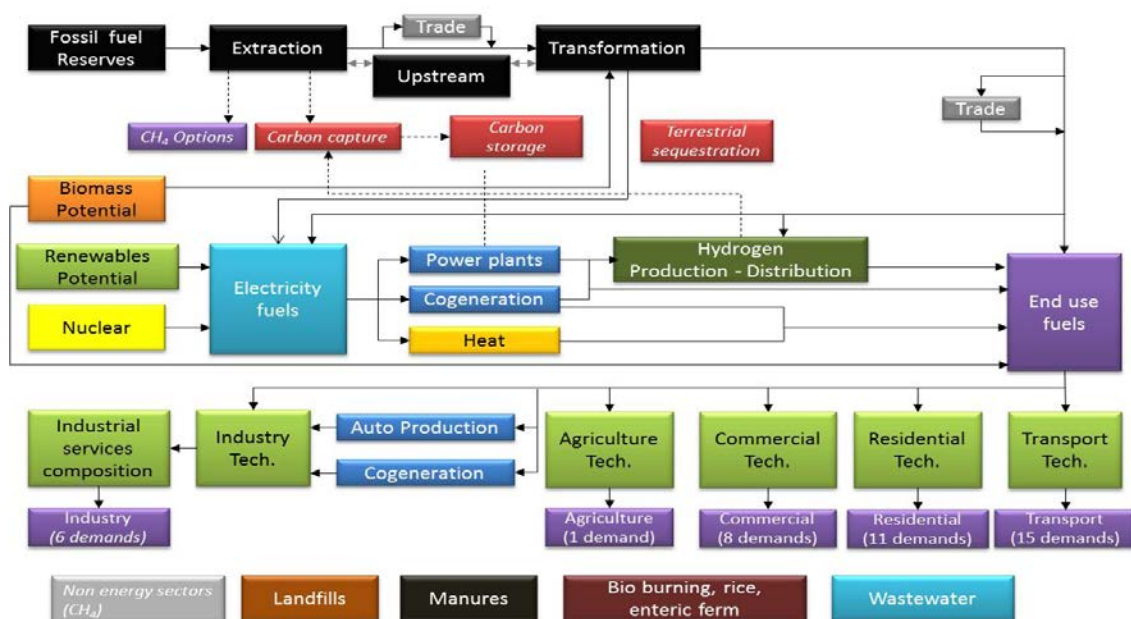 Fossil fuel
Reserves
Extraction
Trade
Transformation
Upstream
Trade
CH₄ Options
Carbon capture
Carbon
storage
Terrestrial
sequestration
Biomass
Potential
Renewables
Potential
Nuclear
Electricity
fuels
Power plants
Cogeneration
Heat
Hydrogen
Production - Distribution
End use
fuels
Industrial
services
composition
Industry
Tech.
Auto Production
Cogeneration
Agriculture
Tech.
Commercial
Tech.
Residential
Tech.
Transport
Tech.
Industry
(6 demands)
Agriculture
(1 demand)
Commercial
(8 demands)
Residential
(11 demands)
Transport
(15 demands)
Non energy sectors
(CH₄)
Landfills
Manures
Bio burning, rice,
enteric ferm
Wastewater